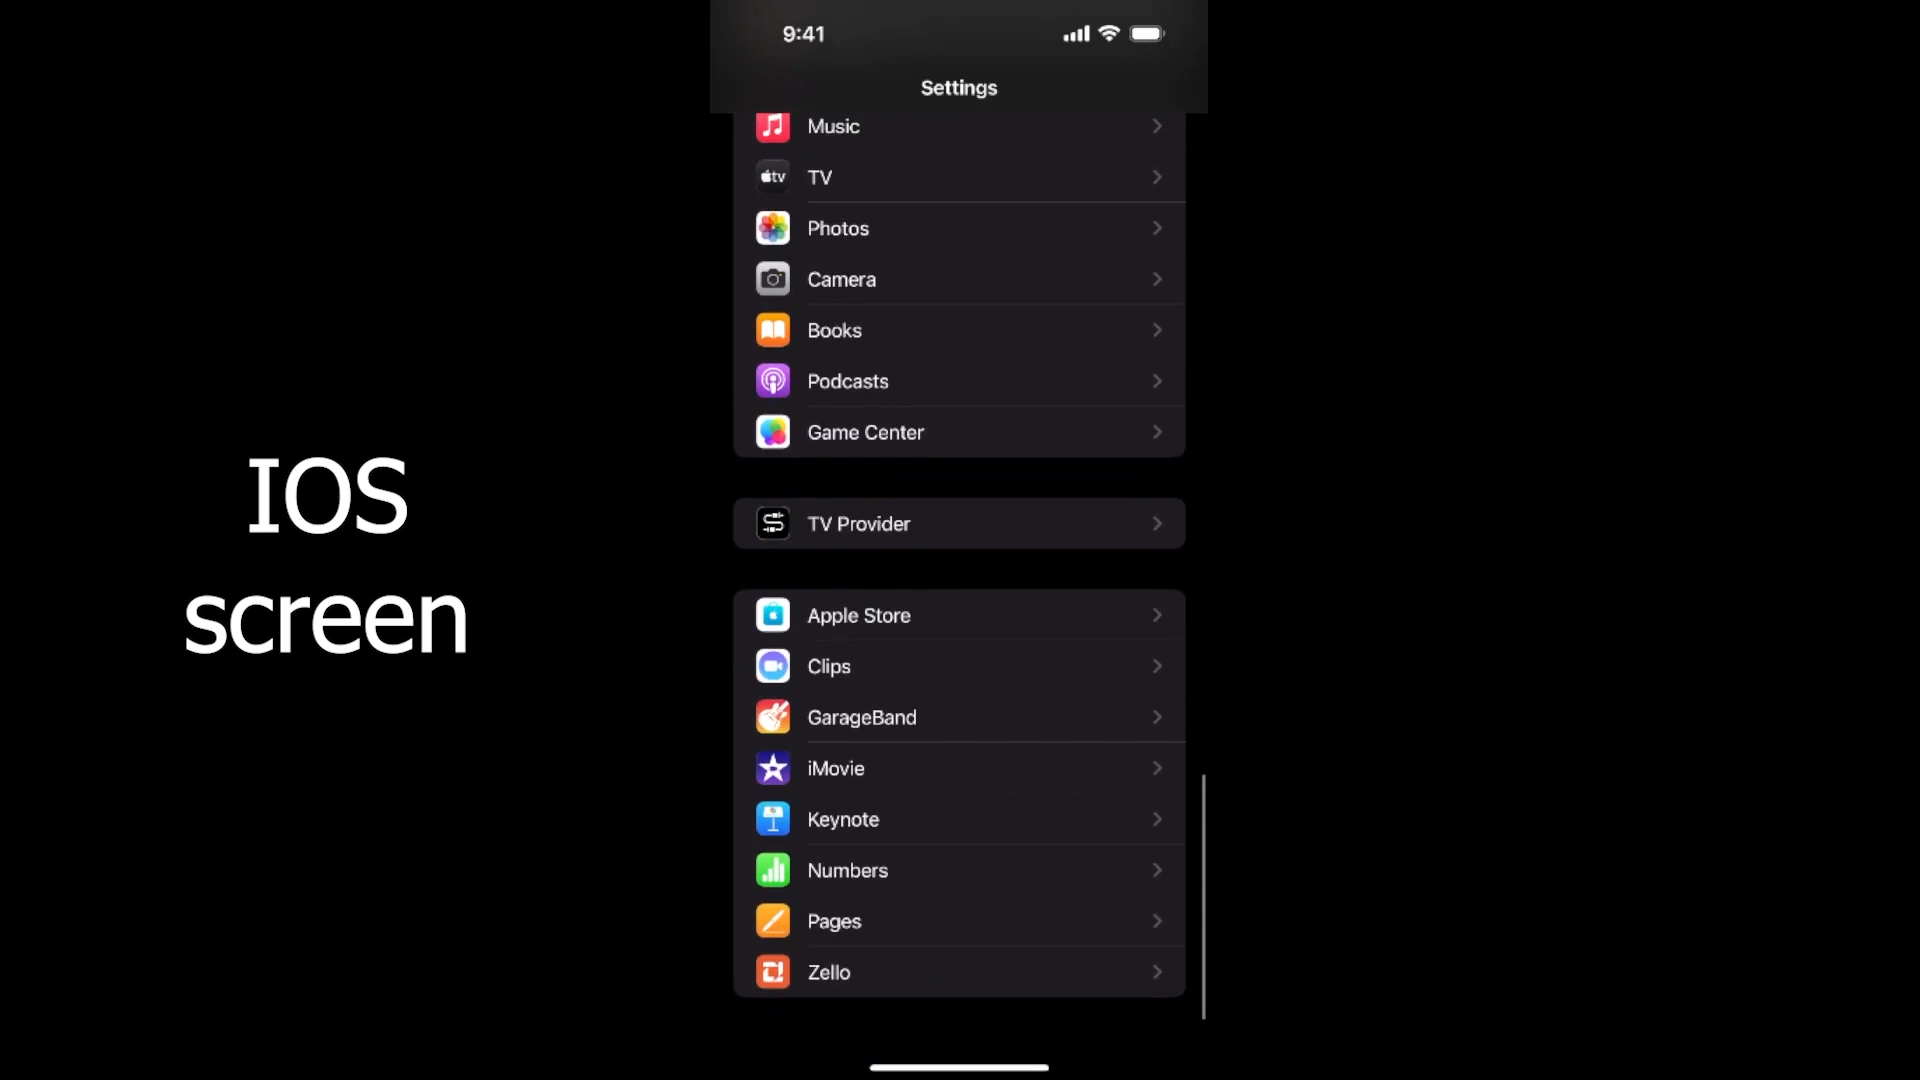 9:41
Settings
Music
tv TV
Photos
Camera
Books
Podcasts
Game Center
IOS
screen
TV Provider
Apple Store
Clips
GarageBand
iMovie
Keynote
Numbers
Pages
Zello